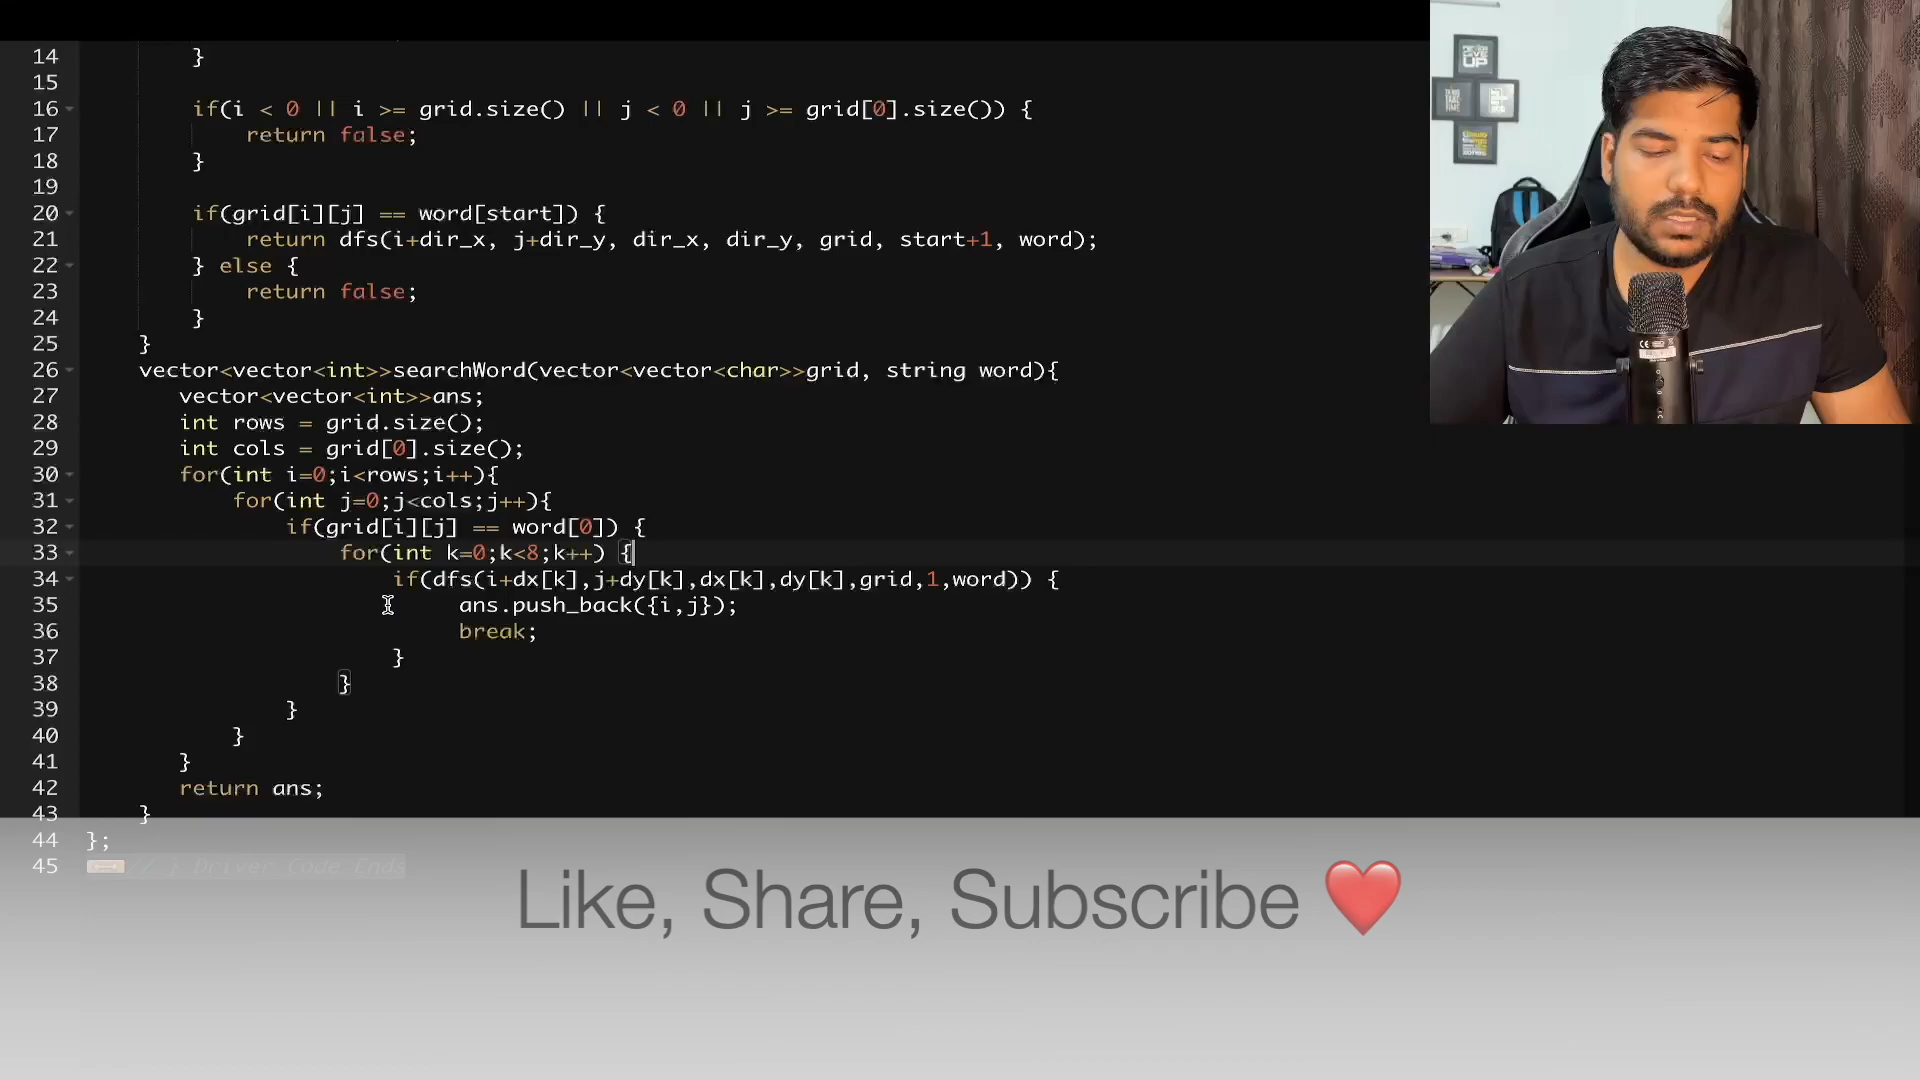 14 }
15
16 if(i < 0 || i >= grid.size() || j < 0 || j >= grid[0].size()) {
17 return false;
18 }
19
20 if(grid[i][j] == word[start]) {
21 return dfs(i+dir_x, j+dir_y, dir_x, dir_y, grid, start+1, word);
22 } else {
23 return false;
24 }
25 }
26 vector<vector<int>>searchWord(vector<vector<char>>grid, string word){
27 vector<vector<int>>ans;
28 int rows = grid.size();
29 int cols = grid[0].size();
30 for(int i=0;i<rows;i++){
31 for(int j=0;j<cols;j++){
32 if(grid[i][j] == word[0]) {
33 for(int k=0;k<8;k++) {
34 if(dfs(i+dx[k],j+dy[k],dx[k],dy[k],grid,1,word)) {
35 ans.push_back({i,j});
36 break;
37 }
38 }
39 }
40 }
41 }
42 return ans;
43 }
44 };
45 // } Driver Code Ends
Like, Share, Subscribe ❤️